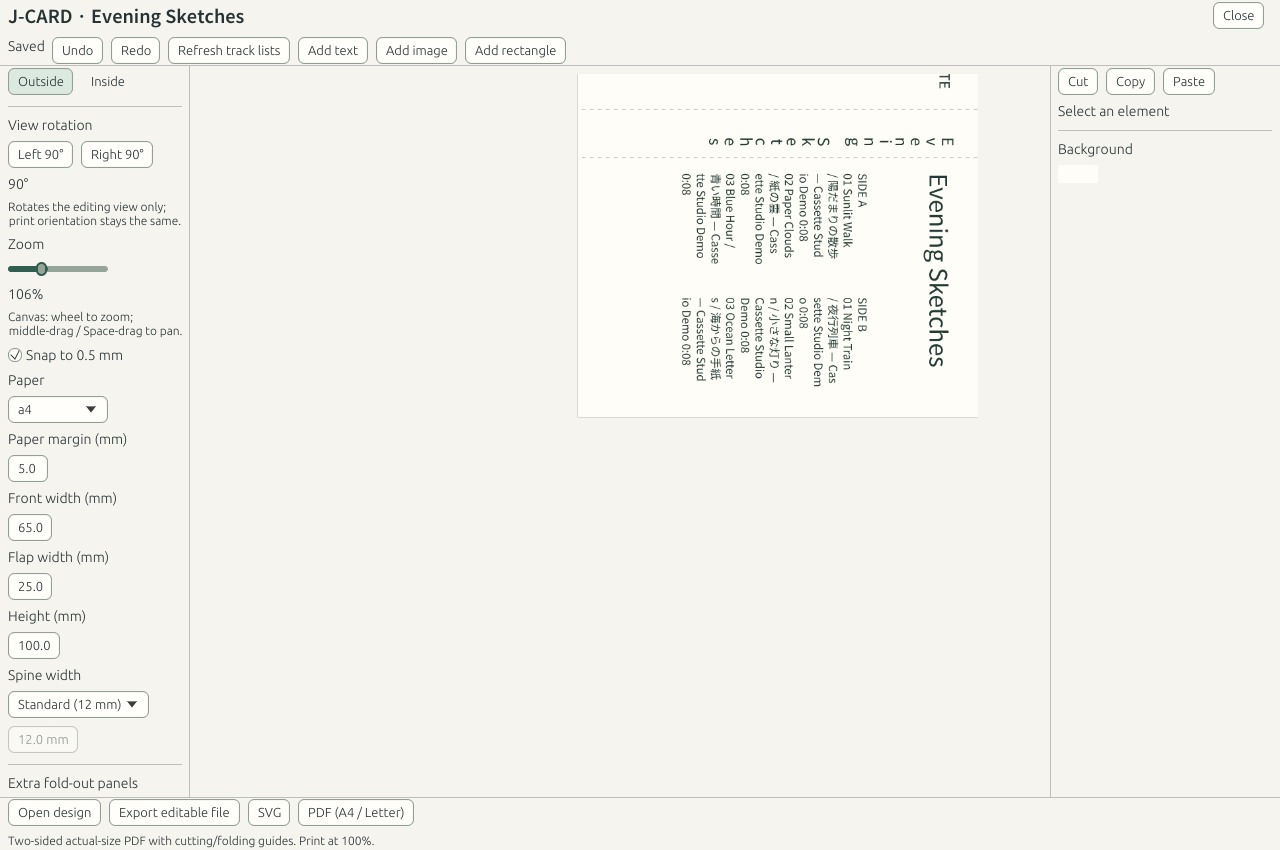 J-CARD · Evening Sketches
Close
Saved
Undo
Redo
Refresh track lists
Add text
Add image
Add rectangle
Outside
Inside
View rotation
Left 90°
Right 90°
90°
Rotates the editing view only;
print orientation stays the same.
Zoom
106%
Canvas: wheel to zoom;
middle-drag / Space-drag to pan.
Snap to 0.5 mm
Paper
a4
Paper margin (mm)
5.0
Front width (mm)
65.0
Flap width (mm)
25.0
Height (mm)
100.0
Spine width
Standard (12 mm)
12.0 mm
Extra fold-out panels
TE
Evening Sketches
Evening Sketches
SIDE A
01 Sunlit Walk
/ 陽だまりの散歩
— Cassette Stud
io Demo 0:08
02 Paper Clouds
/ 紙の雲 — Cass
ette Studio Demo
0:08
03 Blue Hour /
青い時間 — Casse
tte Studio Demo
0:08
SIDE B
01 Night Train
/ 夜行列車 — Cas
sette Studio Dem
o 0:08
02 Small Lanter
n / 小さな灯り —
Cassette Studio
Demo 0:08
03 Ocean Letter
s / 海からの手紙
— Cassette Stud
io Demo 0:08
Cut
Copy
Paste
Select an element
Background
Open design
Export editable file
SVG
PDF (A4 / Letter)
Two-sided actual-size PDF with cutting/folding guides. Print at 100%.